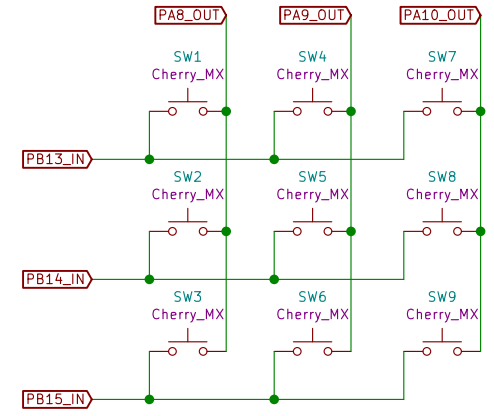 PA8_OUT PA9_OUT PA10_OUT
SW1 SW4 SW7
Cherry_MX Cherry_MX Cherry_MX
PB13_IN
SW2 SW5 SW8
Cherry_MX Cherry_MX Cherry_MX
PB14_IN
SW3 SW6 SW9
Cherry_MX Cherry_MX Cherry_MX
PB15_IN